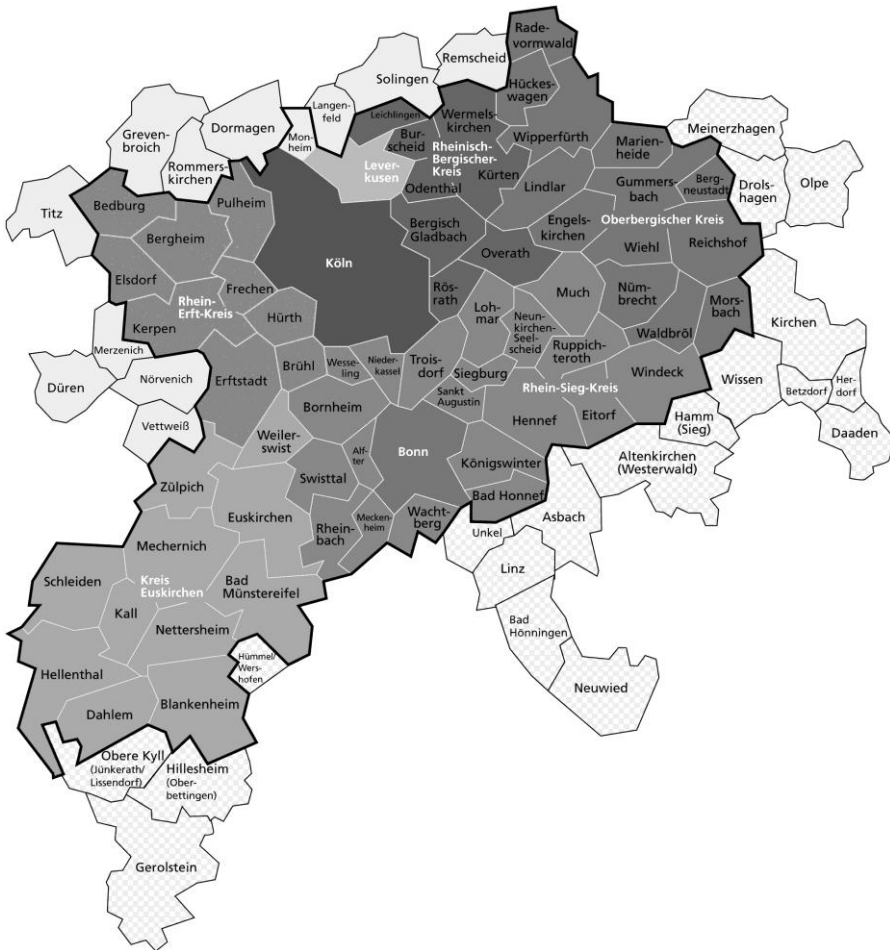 Rade-
vormwald
Remscheid
Solingen
Hückes-
wagen
Langen-
feld
Leichlingen
Wermels-
kirchen
Dormagen
Mon-
heim
Bur-
scheid
Wipperfürth
Marien-
heide
Meinerzhagen
Greven-
broich
Rommers-
kirchen
Lever-
kusen
Rheinisch-
Bergischer-
Kreis
Kürten
Odenthal
Lindlar
Gummers-
bach
Berg-
neustadt
Drols-
hagen
Olpe
Titz
Bedburg
Pulheim
Bergheim
Bergisch
Gladbach
Engels-
kirchen
Oberbergischer Kreis
Wiehl
Reichshof
Köln
Overath
Elsdorf
Frechen
Rhein-
Erft-Kreis
Hürth
Rös-
rath
Loh-
mar
Much
Nüm-
brecht
Mors-
bach
Kerpen
Neun-
kirchen-
Seel-
scheid
Waldbröl
Kirchen
Merzenich
Ruppich-
teroth
Düren
Nörvenich
Erftstadt
Brühl
Wesse-
ling
Nieder-
kassel
Trois-
dorf
Siegburg
Windeck
Wissen
Betzdorf
Her-
dorf
Sankt
Augustin
Rhein-Sieg-Kreis
Vettweiß
Bornheim
Hennef
Eitorf
Hamm
(Sieg)
Daaden
Weiler-
swist
Alf-
ter
Bonn
Altenkirchen
(Westerwald)
Königswinter
Swisttal
Zülpich
Bad Honnef
Euskirchen
Rhein-
bach
Mecken-
heim
Wacht-
berg
Asbach
Unkel
Mechernich
Linz
Schleiden
Kreis
Euskirchen
Bad
Münstereifel
Kall
Nettersheim
Bad
Hönningen
Hellenthal
Hümmel/
Wers-
hofen
Neuwied
Blankenheim
Dahlem
Obere Kyll
(Jünkerath/
Lissendorf)
Hillesheim
(Ober-
bettingen)
Gerolstein